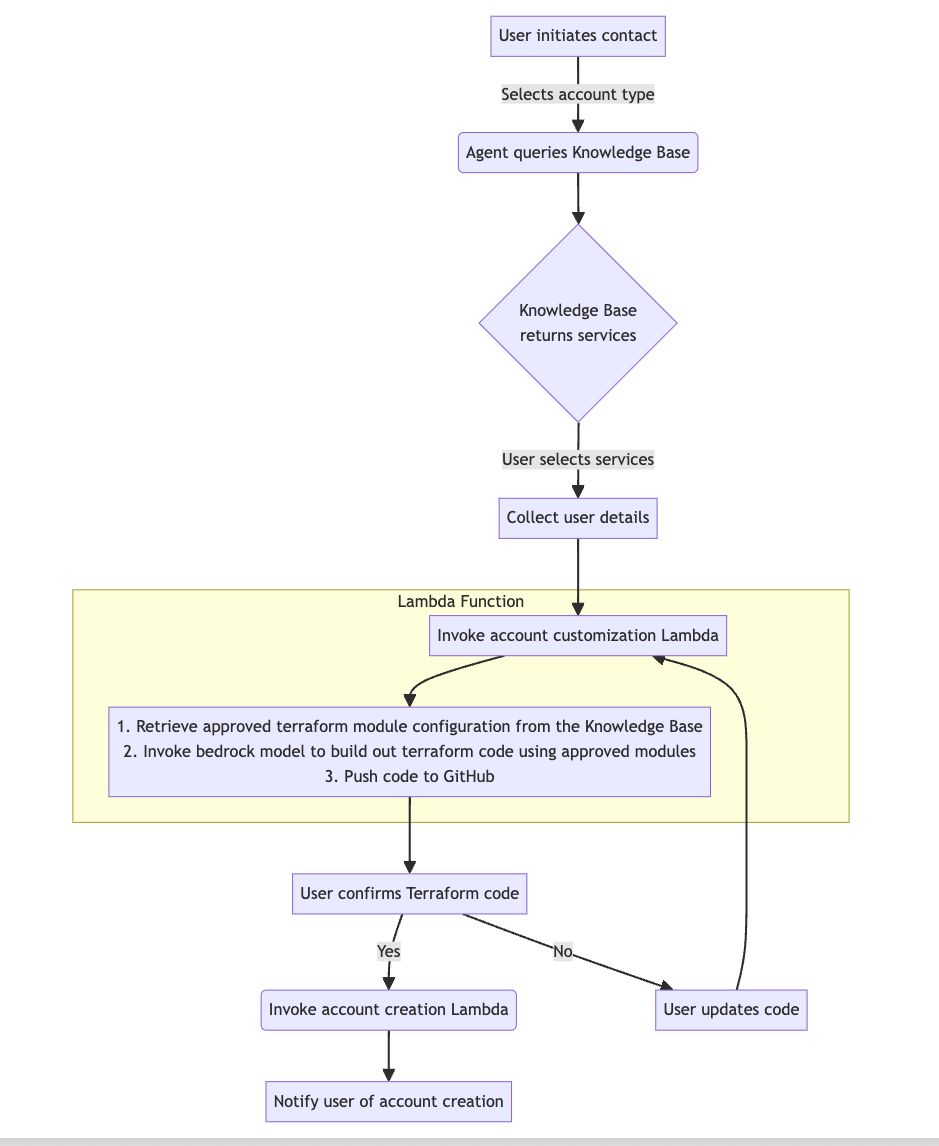 User initiates contact
Selects account type
Agent queries Knowledge Base
Knowledge Base
returns services
User selects services
Collect user details
Lambda Function
Invoke account customization Lambda
1. Retrieve approved terraform module configuration from the Knowledge Base
2. Invoke bedrock model to build out terraform code using approved modules
3. Push code to GitHub
User confirms Terraform code
Yes
No
Invoke account creation Lambda
User updates code
Notify user of account creation